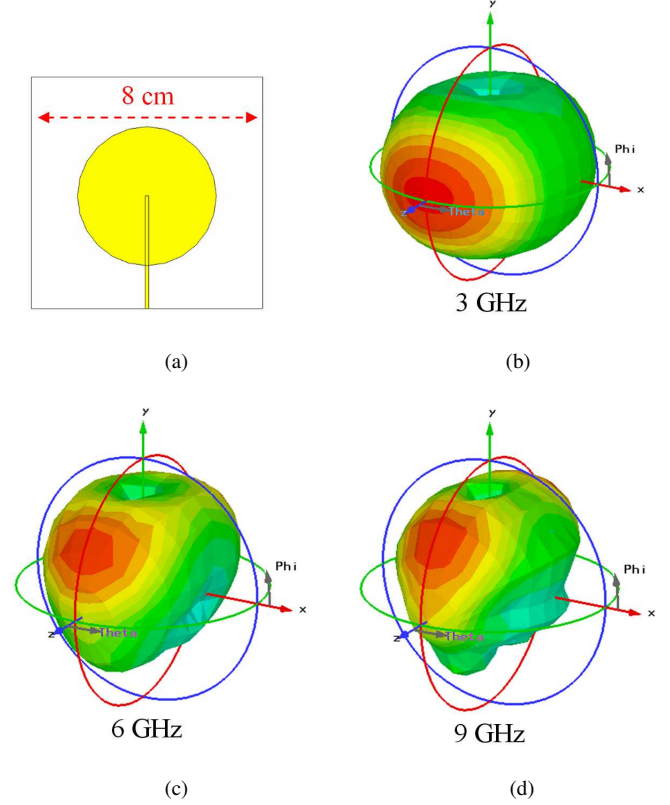 8 cm
(a)
y
Phi
x
z
Theta
3 GHz
(b)
y
Phi
x
z
Theta
6 GHz
(c)
y
Phi
x
z
Theta
9 GHz
(d)